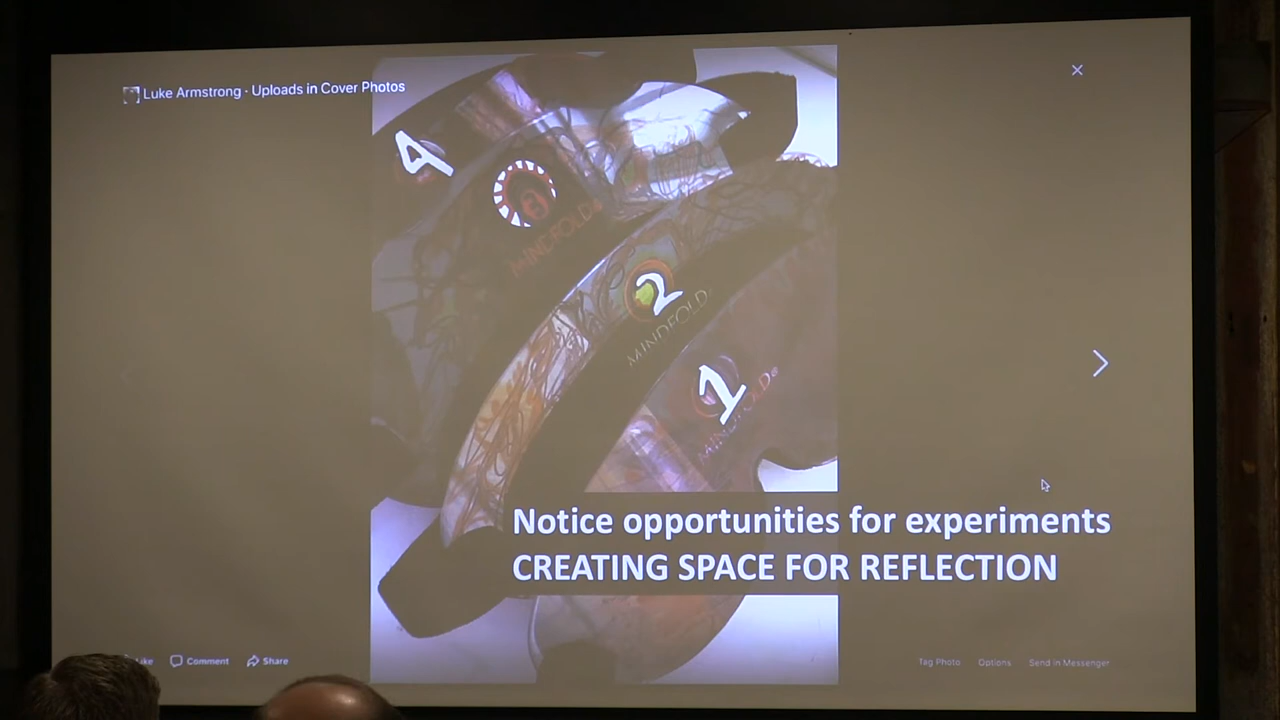 Luke Armstrong · Uploads in Cover Photos
4
MINDFOLD
2
MINDFOLD
1
MINDFOLD®
Notice opportunities for experiments
CREATING SPACE FOR REFLECTION
Like
Comment
Share
Tag Photo
Options
Send in Messenger